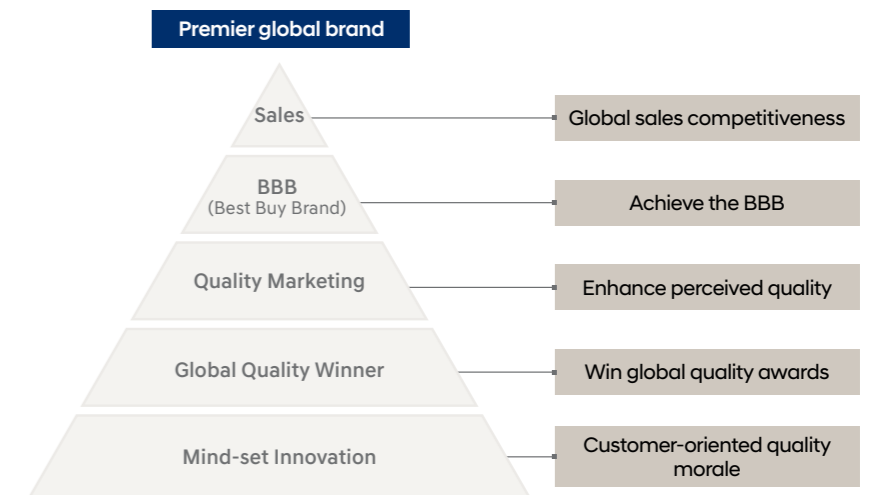 Premier global brand
Sales
Global sales competitiveness
BBB
(Best Buy Brand)
Achieve the BBB
Quality Marketing
Enhance perceived quality
Global Quality Winner
Win global quality awards
Mind-set Innovation
Customer-oriented quality
morale